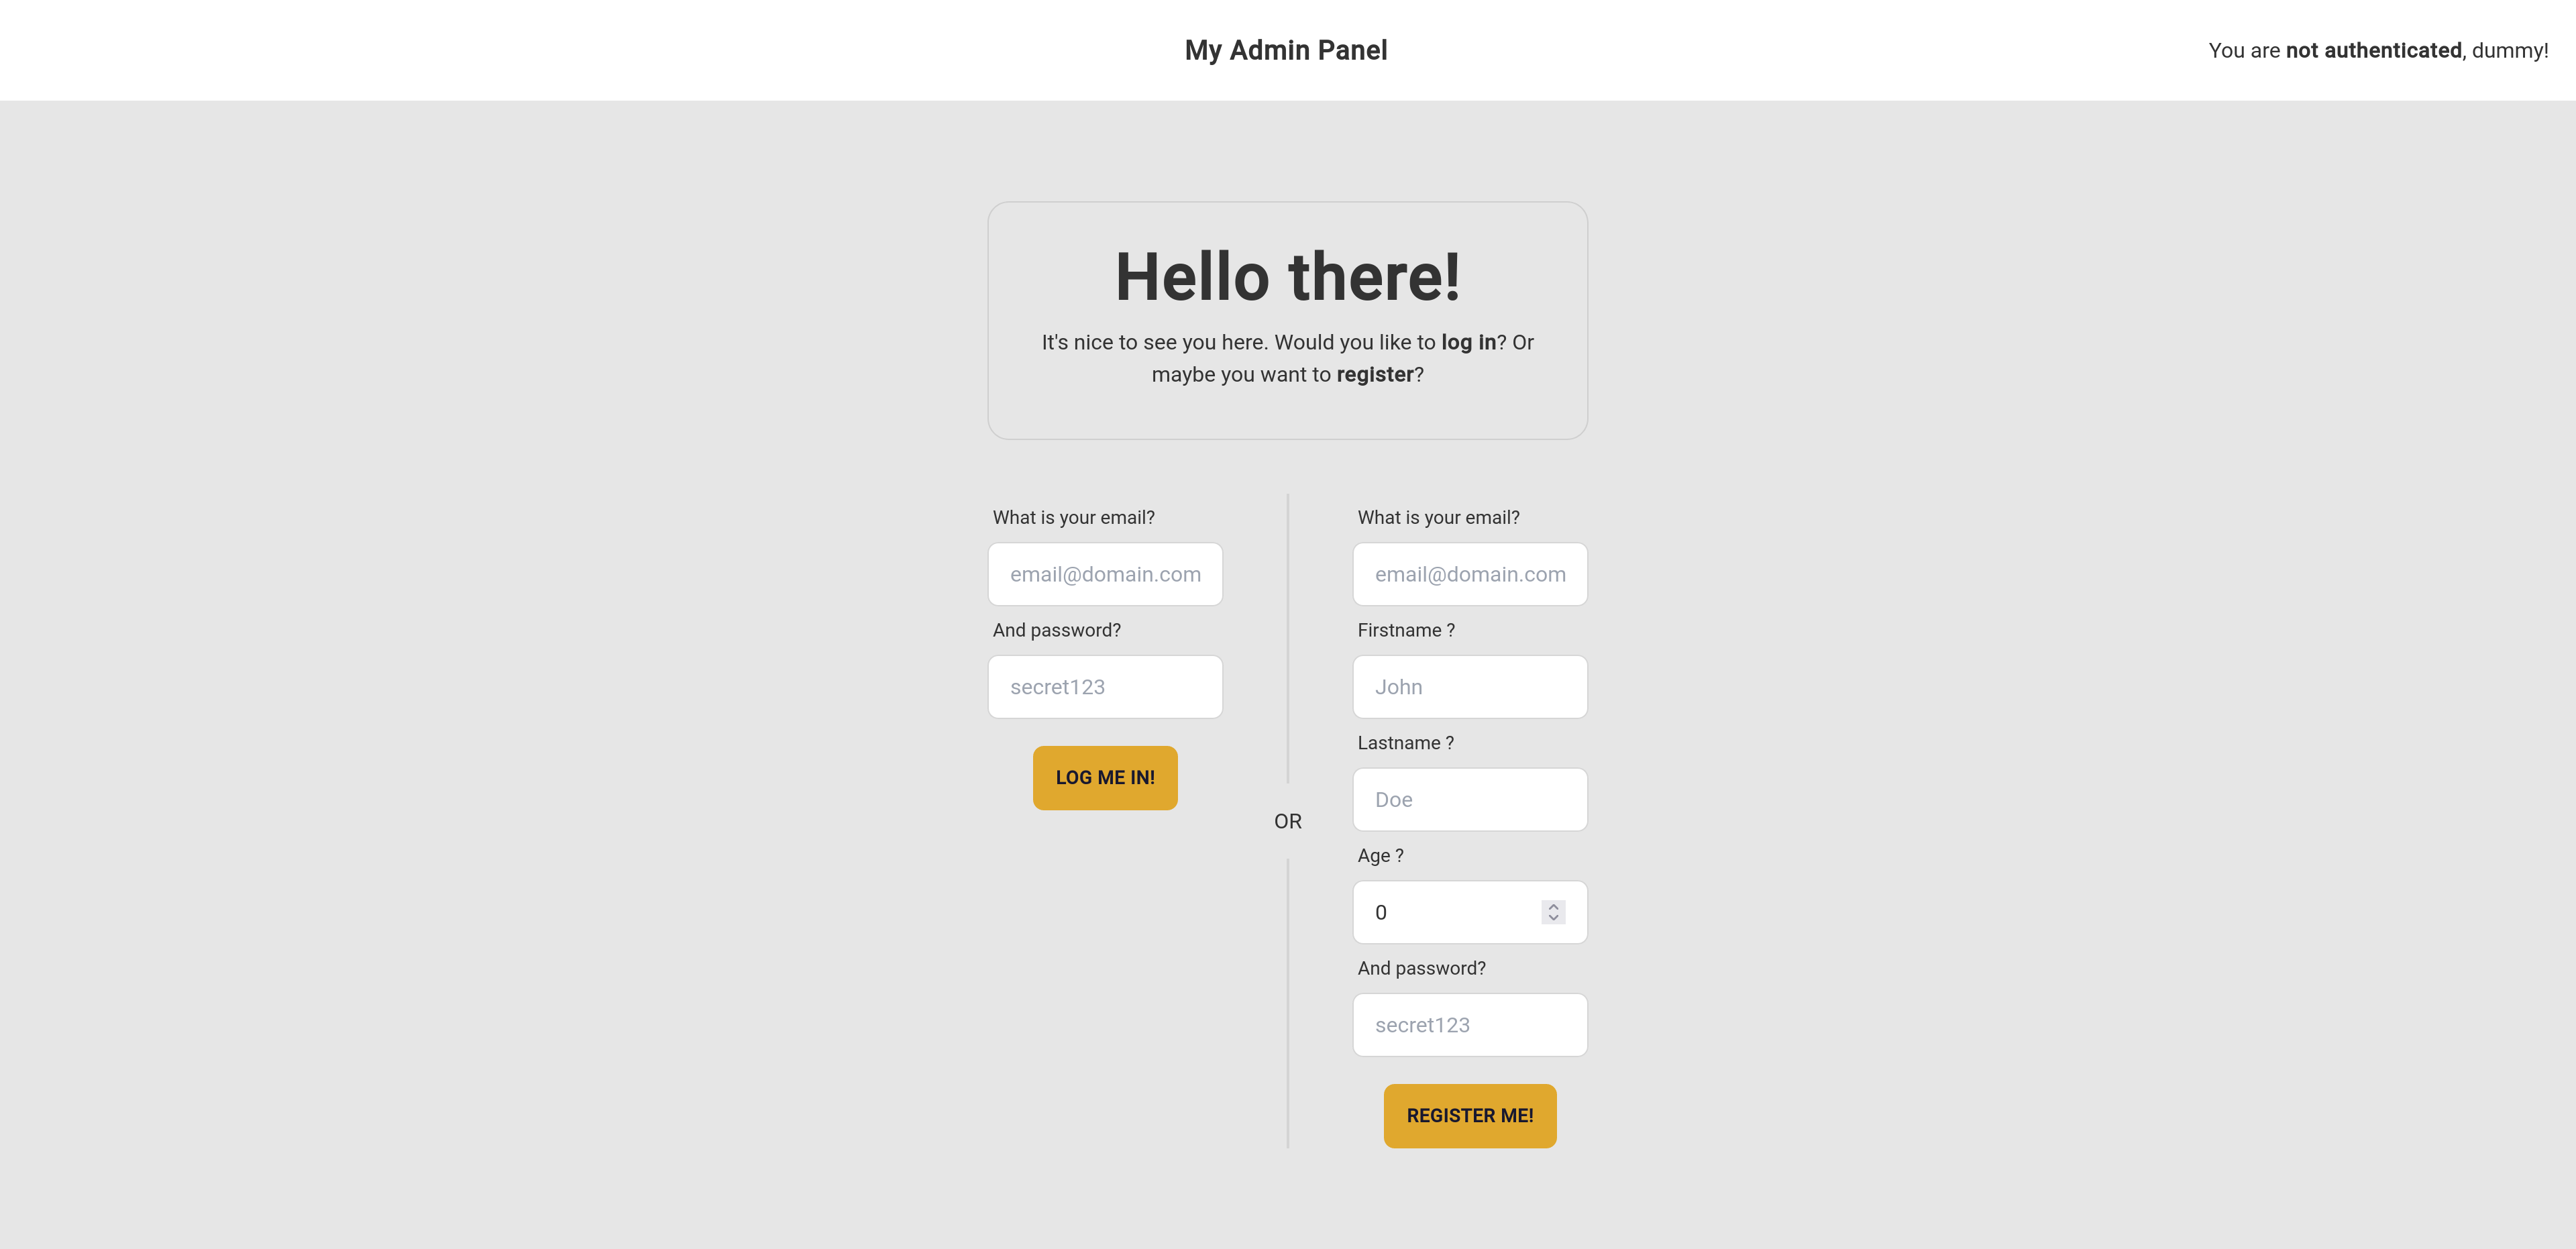 My Admin Panel
You are not authenticated, dummy!
Hello there!
It's nice to see you here. Would you like to log in? Or
maybe you want to register?
What is your email?
email@domain.com
And password?
secret123
LOG ME IN!
OR
What is your email?
email@domain.com
Firstname ?
John
Lastname ?
Doe
Age ?
0
And password?
secret123
REGISTER ME!